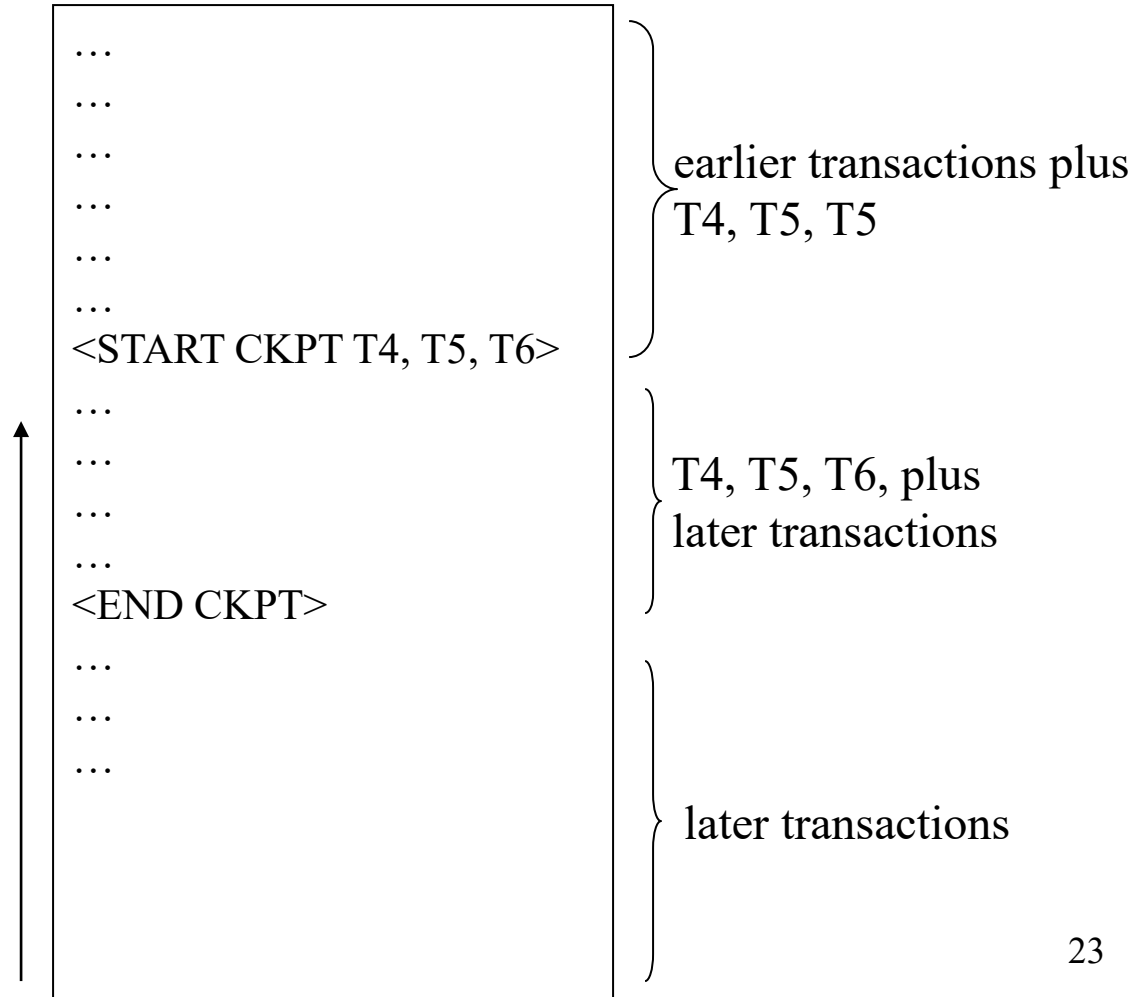 …
…
…
…
…
…
<START CKPT T4, T5, T6>
…
…
…
…
<END CKPT>
…
…
…
earlier transactions plus
T4, T5, T5
T4, T5, T6, plus
later transactions
later transactions
23